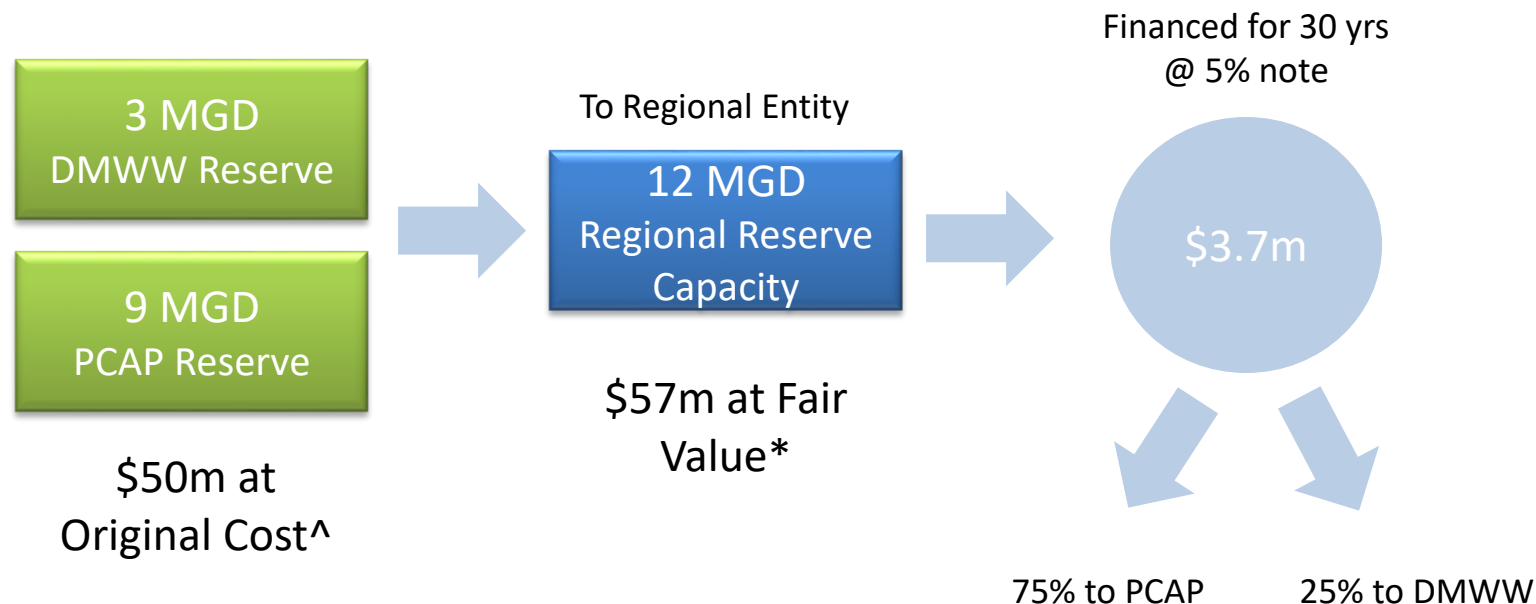 3 MGD
DMWW Reserve
9 MGD
PCAP Reserve
$50m at
Original Cost^
To Regional Entity
12 MGD
Regional Reserve
Capacity
$57m at Fair
Value*
Financed for 30 yrs
@ 5% note
$3.7m
75% to PCAP
25% to DMWW